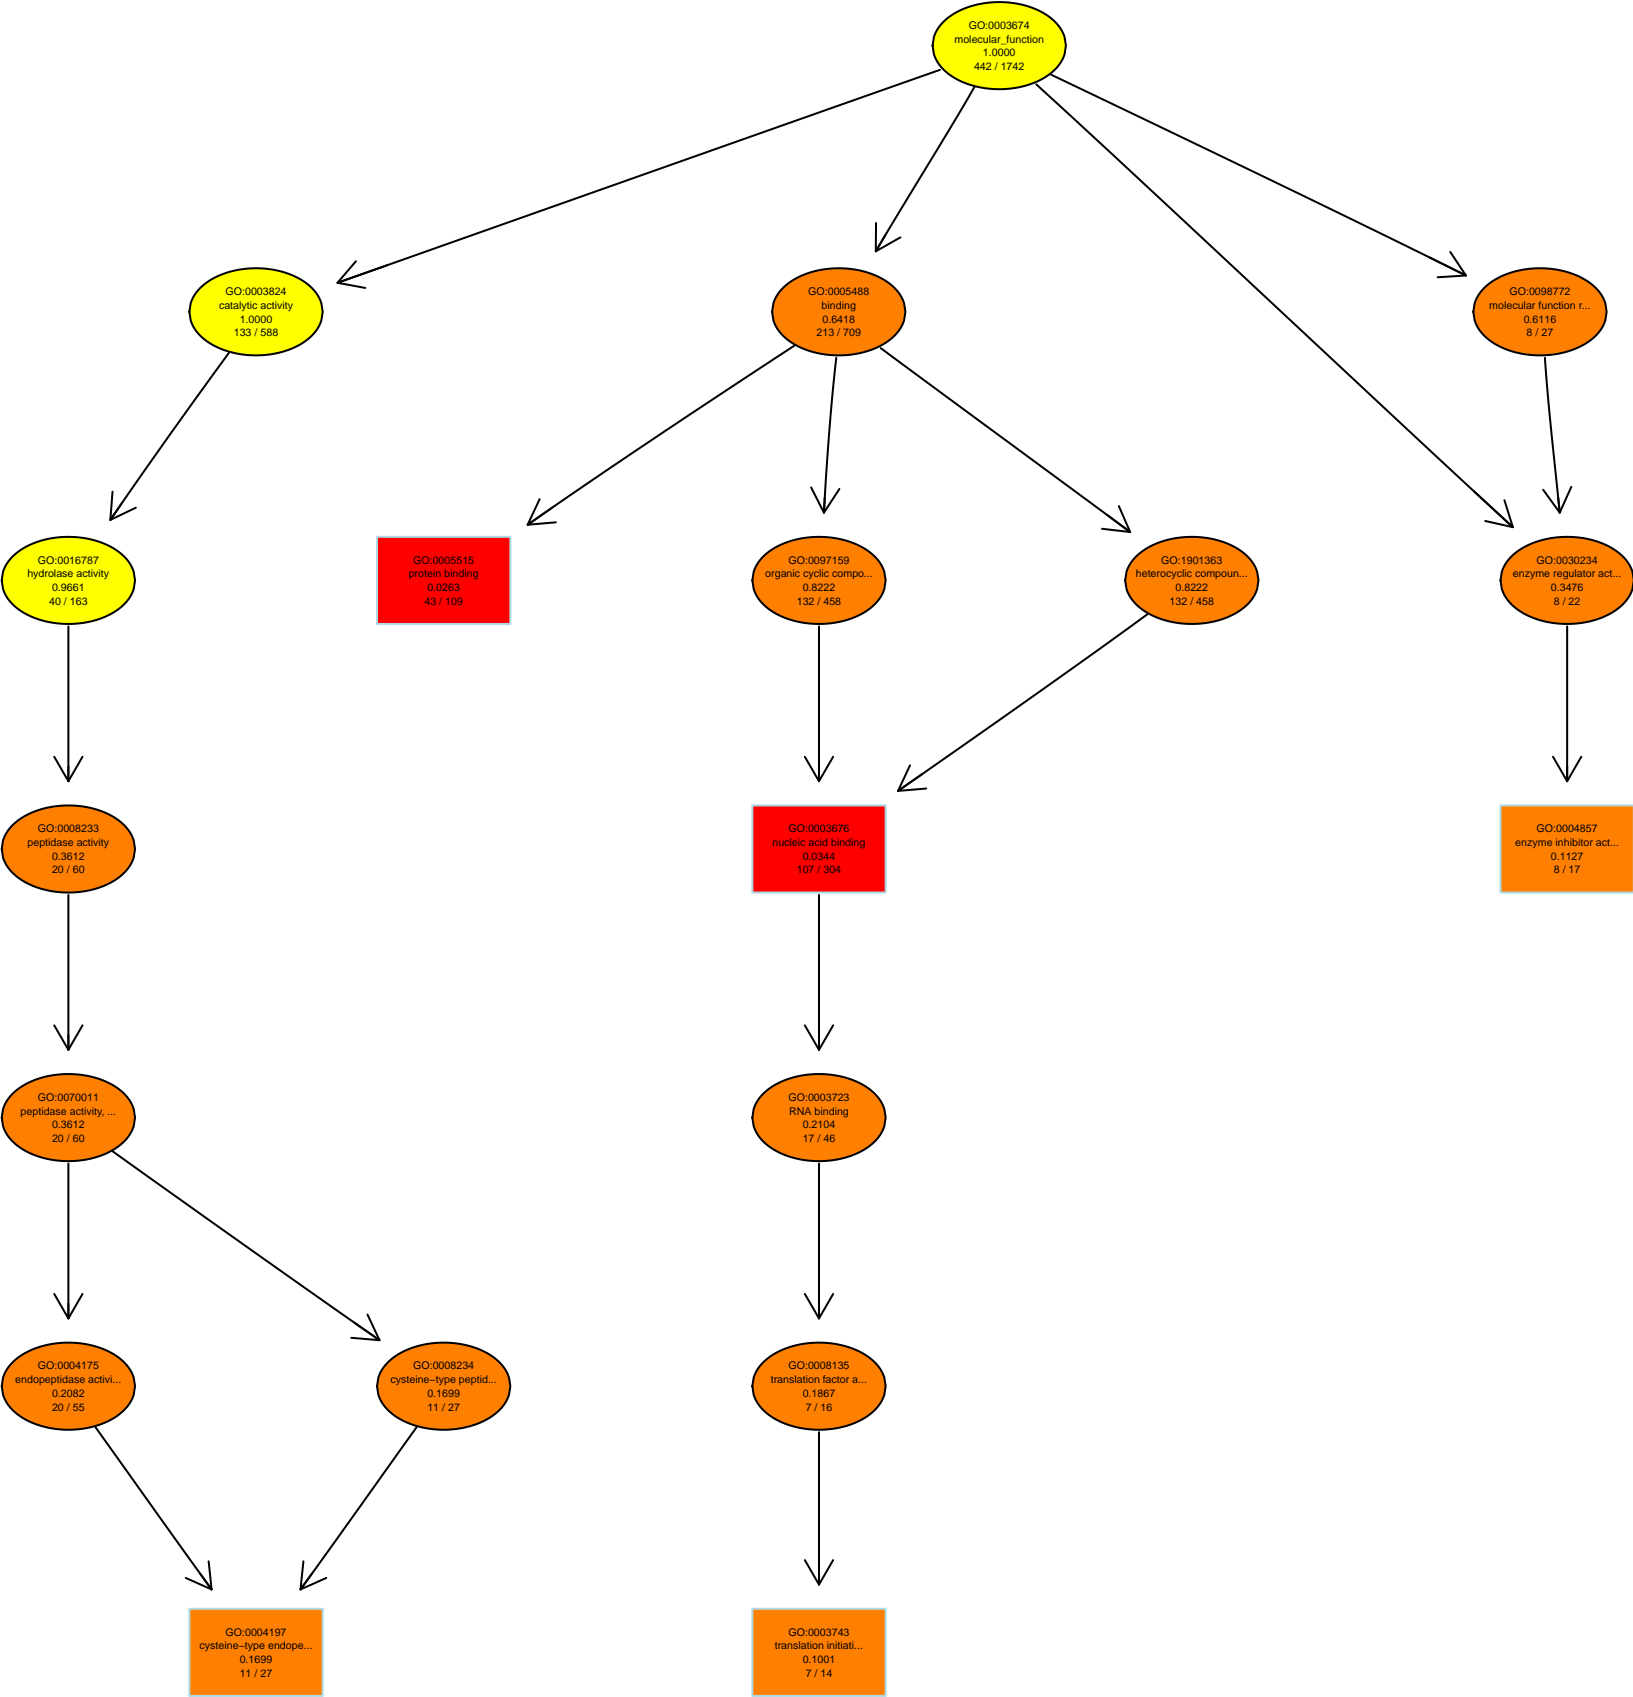 GO:0003674
molecular_function
1.0000
442 / 1742
GO:0003824
catalytic activity
1.0000
133 / 588
GO:0005488
binding
0.6418
213 / 709
GO:0098772
molecular function r...
0.6116
8 / 27
GO:0016787
hydrolase activity
0.9661
40 / 163
GO:0005515
protein binding
0.0263
43 / 109
GO:0097159
organic cyclic compo...
0.8222
132 / 458
GO:1901363
heterocyclic compoun...
0.8222
132 / 458
GO:0030234
enzyme regulator act...
0.3476
8 / 22
GO:0008233
peptidase activity
0.3612
20 / 60
GO:0003676
nucleic acid binding
0.0344
107 / 304
GO:0004857
enzyme inhibitor act...
0.1127
8 / 17
GO:0070011
peptidase activity, ...
0.3612
20 / 60
GO:0003723
RNA binding
0.2104
17 / 46
GO:0004175
endopeptidase activi...
0.2082
20 / 55
GO:0008234
cysteine−type peptid...
0.1699
11 / 27
GO:0008135
translation factor a...
0.1867
7 / 16
GO:0004197
cysteine−type endope...
0.1699
11 / 27
GO:0003743
translation initiati...
0.1001
7 / 14